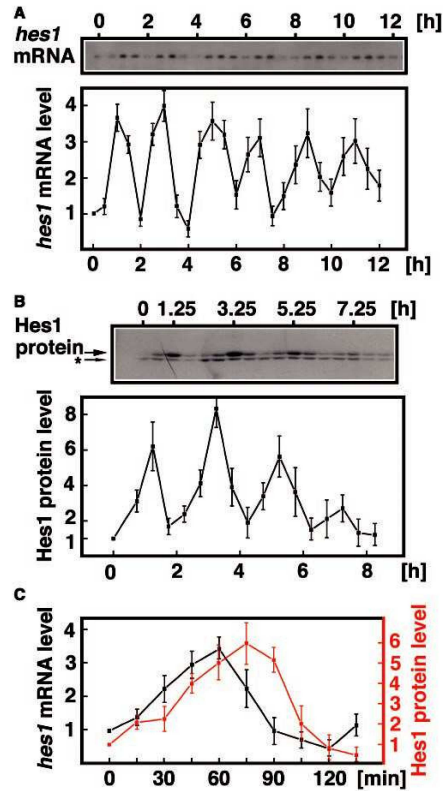 A
0 2 4 6 8 10 12 [h]
hes1
mRNA
hes1 mRNA level
4
3
2
1
0 2 4 6 8 10 12
[h]
B
0 1.25 3.25 5.25 7.25 [h]
Hes1
protein
*
Hes1 protein level
8
6
4
2
1
0 2 4 6 8 [h]
C
hes1 mRNA level
4
3
2
1
Hes1 protein level
6
5
4
3
2
1
0 30 60 90 120 [min]